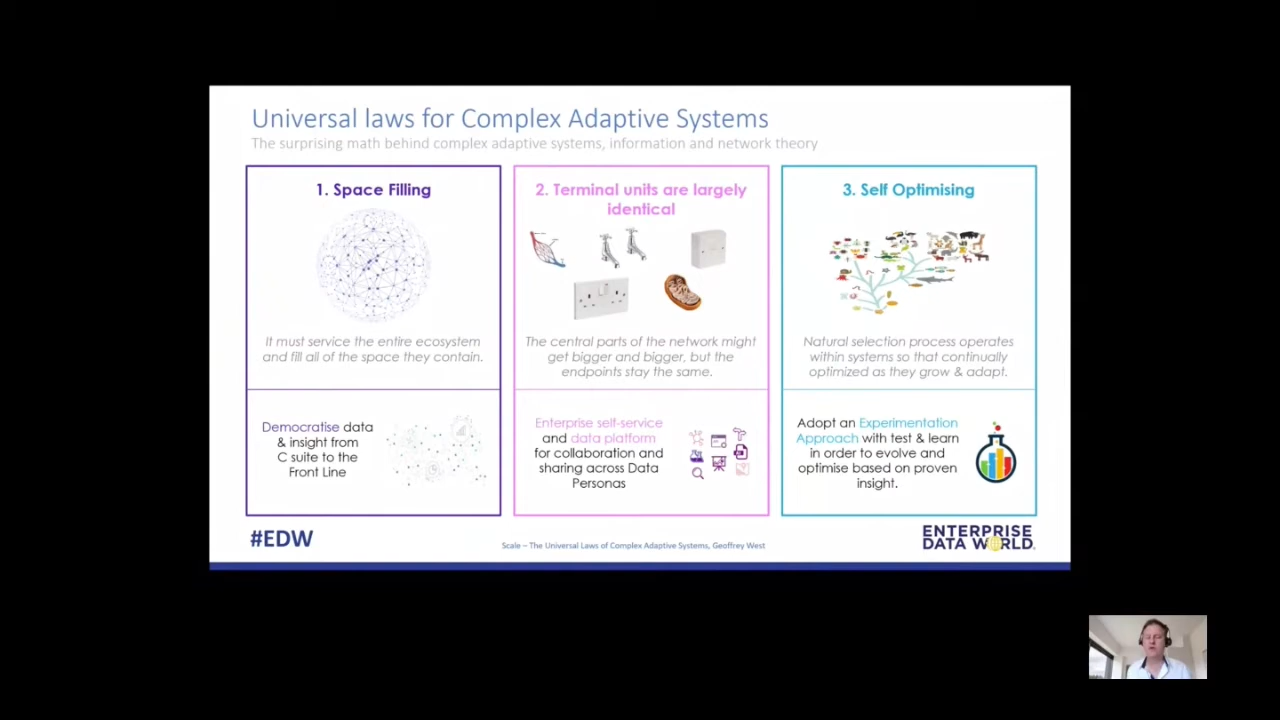 Universal laws for Complex Adaptive Systems
The surprising math behind complex adaptive systems, information and network theory
1. Space Filling
It must service the entire ecosystem
and fill all of the space they contain.
Democratise data
& insight from
C suite to the
Front Line
2. Terminal units are largely
identical
The central parts of the network might
get bigger and bigger, but the
endpoints stay the same.
Enterprise self-service
and data platform
for collaboration and
sharing across Data
Personas
3. Self Optimising
Natural selection process operates
within systems so that continually
optimized as they grow & adapt.
Adopt an Experimentation
Approach with test & learn
in order to evolve and
optimise based on proven
insight.
#EDW
Scale – The Universal Laws of Complex Adaptive Systems, Geoffrey West
ENTERPRISE
DATA WORLD.